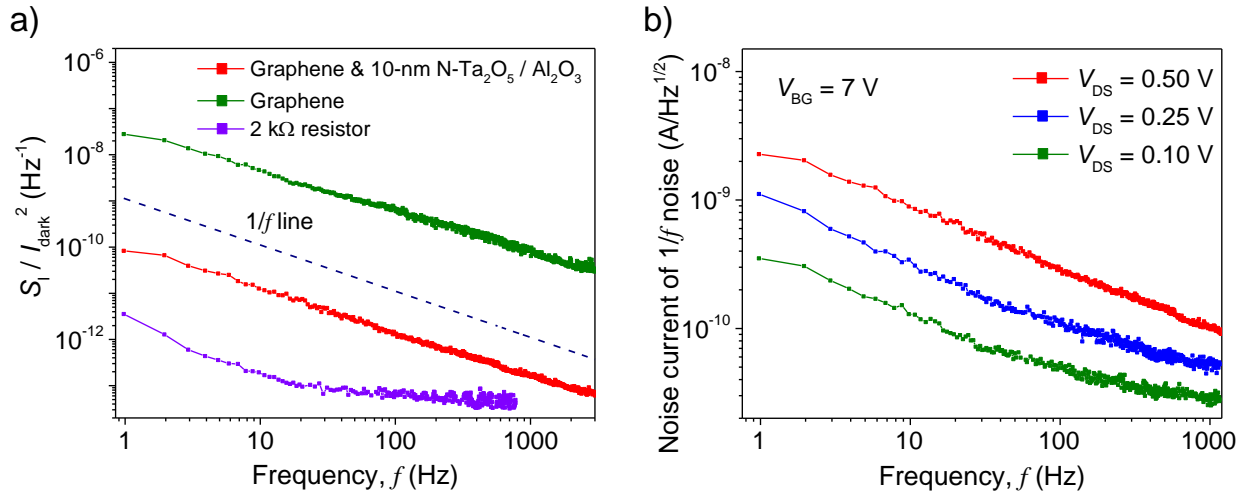 a)
10⁻⁶
10⁻⁸
10⁻¹⁰
10⁻¹²
S_I / I_dark² (Hz⁻¹)
Graphene & 10-nm N-Ta₂O₅ / Al₂O₃
Graphene
2 kΩ resistor
1/f line
1 10 100 1000
Frequency, f (Hz)
b)
10⁻⁸
10⁻⁹
10⁻¹⁰
Noise current of 1/f noise (A/Hz^1/2)
V_BG = 7 V
V_DS = 0.50 V
V_DS = 0.25 V
V_DS = 0.10 V
1 10 100 1000
Frequency, f (Hz)